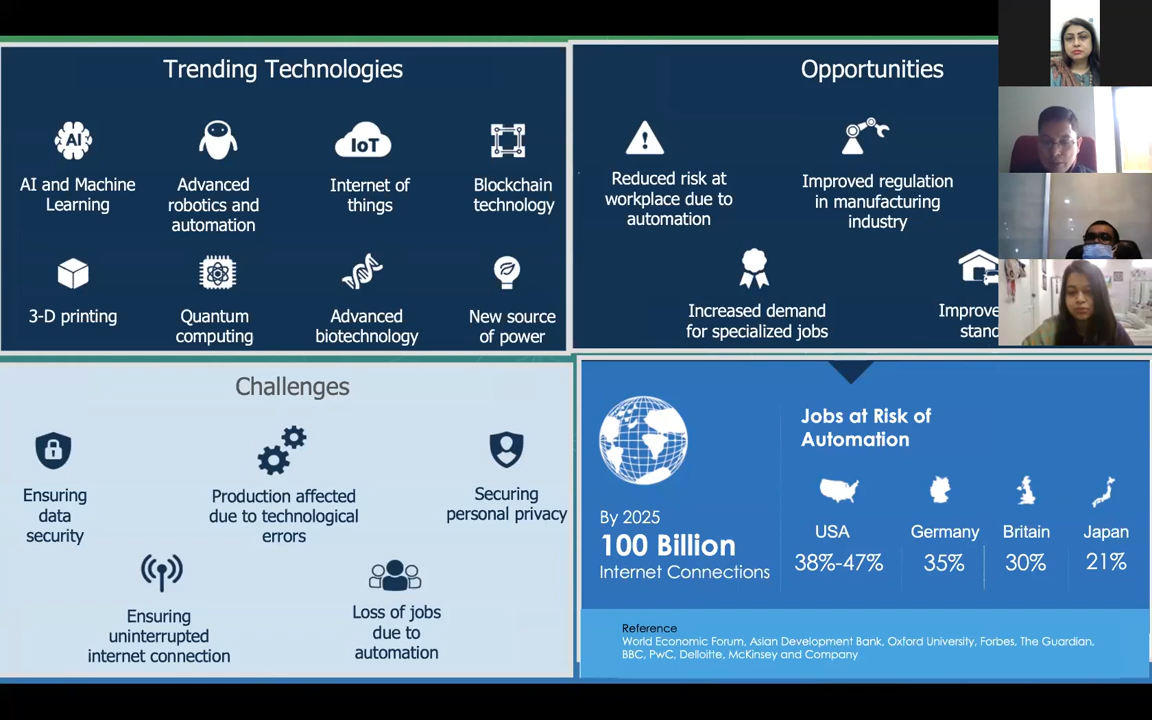 Trending Technologies
AI
AI and Machine
Learning
Advanced
robotics and
automation
IoT
Internet of
things
Blockchain
technology
3-D printing
Quantum
computing
Advanced
biotechnology
New source
of power
Opportunities
Reduced risk at
workplace due to
automation
Improved regulation
in manufacturing
industry
Increased demand
for specialized jobs
Challenges
Ensuring
data
security
Production affected
due to technological
errors
Securing
personal privacy
Ensuring
uninterrupted
internet connection
Loss of jobs
due to
automation
By 2025
100 Billion
Internet Connections
Jobs at Risk of
Automation
USA
38%-47%
Germany
35%
Britain
30%
Japan
21%
Reference
World Economic Forum, Asian Development Bank, Oxford University, Forbes, The Guardian,
BBC, PwC, Delloitte, McKinsey and Company